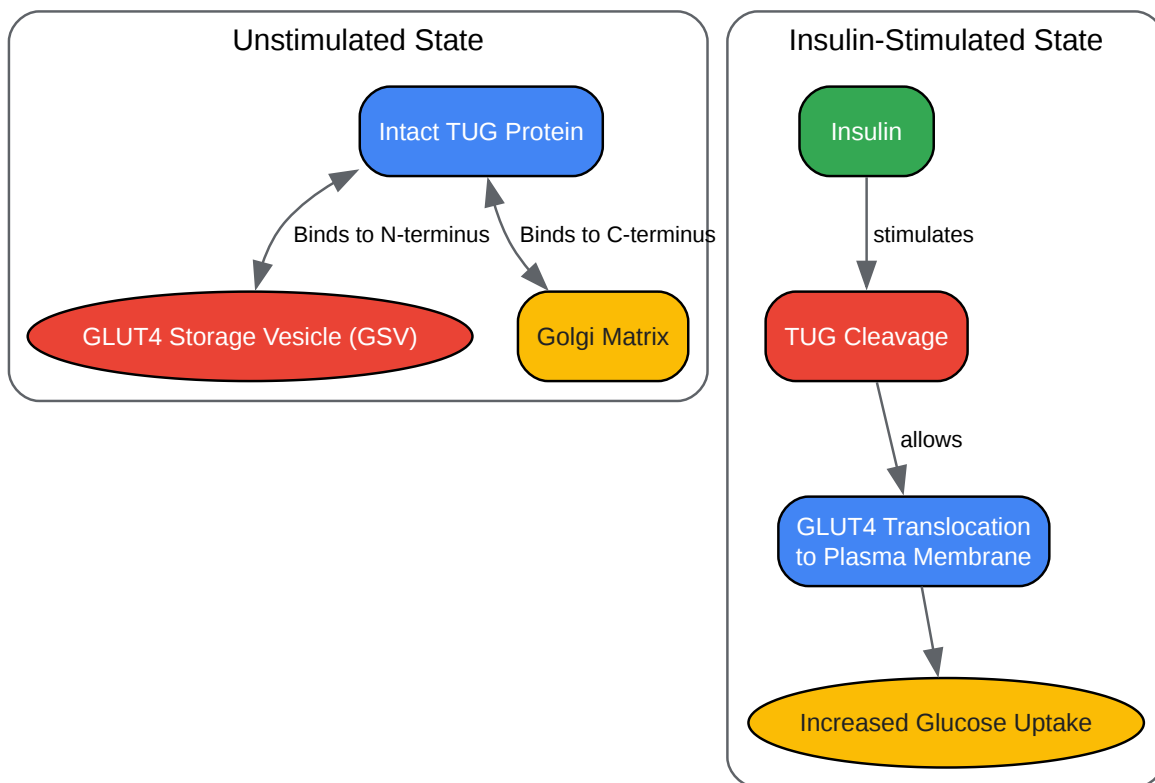 Unstimulated State
Intact TUG Protein
Binds to N-terminus
Binds to C-terminus
GLUT4 Storage Vesicle (GSV)
Golgi Matrix
Insulin-Stimulated State
Insulin
stimulates
TUG Cleavage
allows
GLUT4 Translocation
to Plasma Membrane
Increased Glucose Uptake